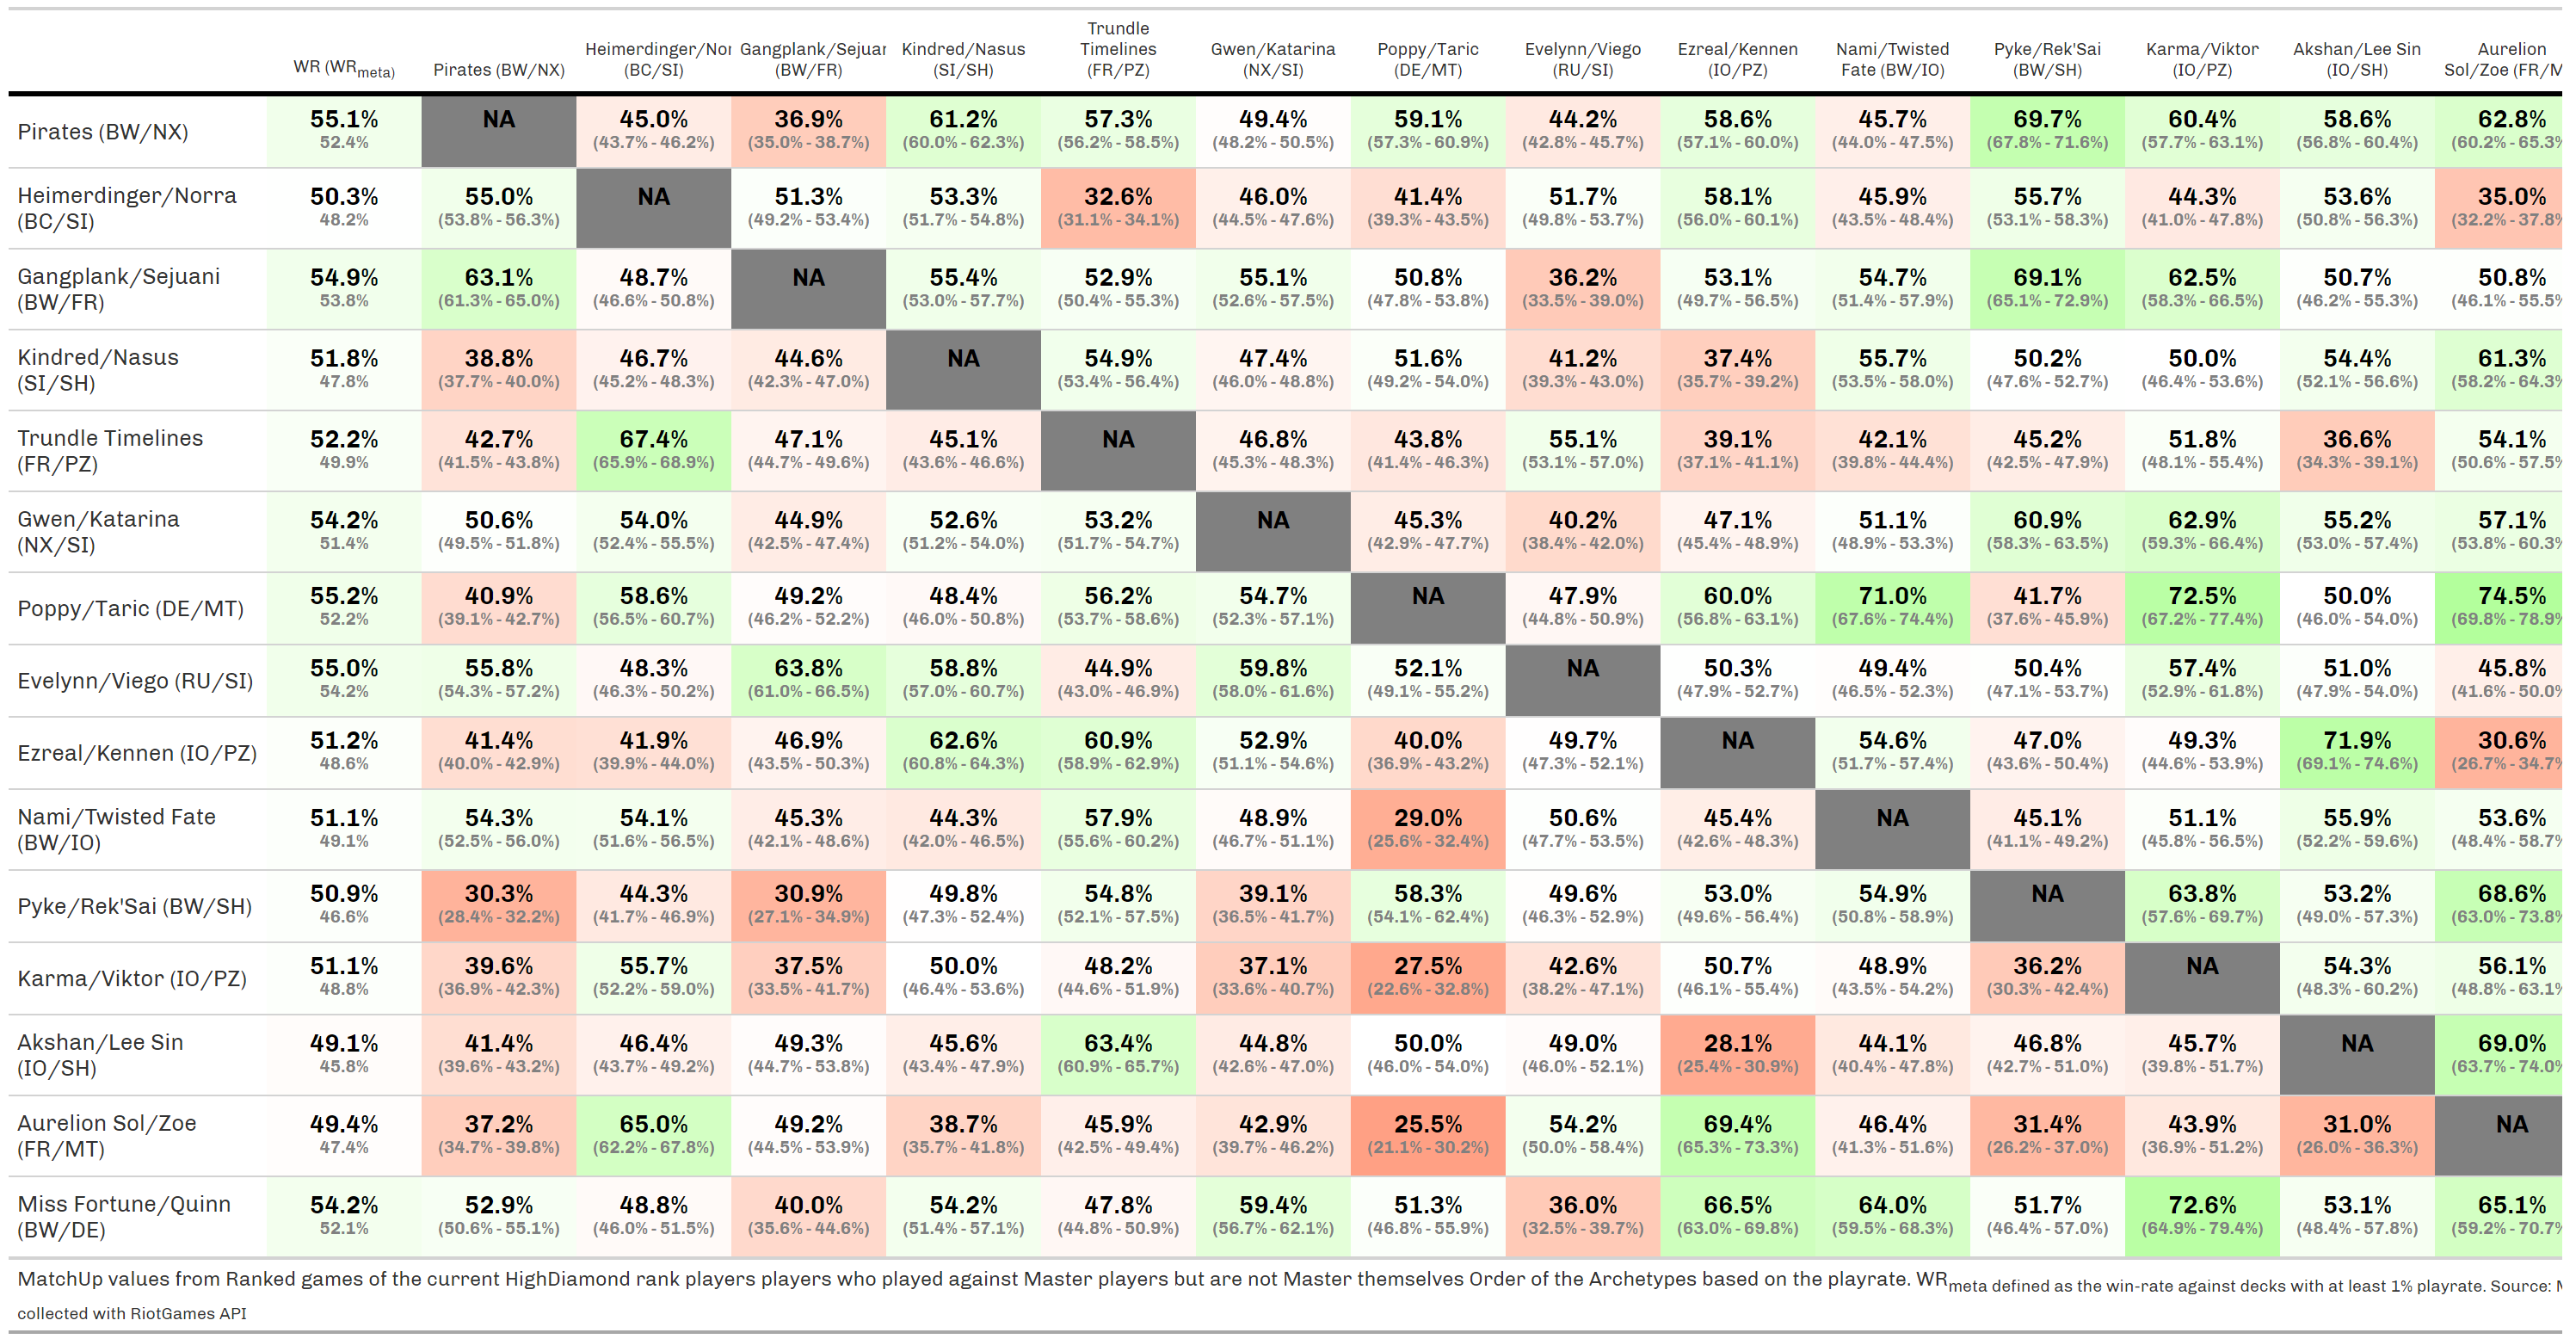 WR (WRmeta) Pirates (BW/NX) Heimerdinger/Nor (BC/SI) Gangplank/Sejuar (BW/FR) Kindred/Nasus (SI/SH) Trundle Timelines (FR/PZ) Gwen/Katarina (NX/SI) Poppy/Taric (DE/MT) Evelynn/Viego (RU/SI) Ezreal/Kennen (IO/PZ) Nami/Twisted Fate (BW/IO) Pyke/Rek'Sai (BW/SH) Karma/Viktor (IO/PZ) Akshan/Lee Sin (IO/SH) Aurelion Sol/Zoe (FR/M
Pirates (BW/NX) 55.1% NA 45.0% 36.9% 61.2% 57.3% 49.4% 59.1% 44.2% 58.6% 45.7% 69.7% 60.4% 58.6% 62.8%
52.4% (43.7% - 46.2%) (35.0% - 38.7%) (60.0% - 62.3%) (56.2% - 58.5%) (48.2% - 50.5%) (57.3% - 60.9%) (42.8% - 45.7%) (57.1% - 60.0%) (44.0% - 47.5%) (67.8% - 71.6%) (57.7% - 63.1%) (56.8% - 60.4%) (60.2% - 65.3%
Heimerdinger/Norra 50.3% 55.0% NA 51.3% 53.3% 32.6% 46.0% 41.4% 51.7% 58.1% 45.9% 55.7% 44.3% 53.6% 35.0%
(BC/SI) 48.2% (53.8% - 56.3%) (49.2% - 53.4%) (51.7% - 54.8%) (31.1% - 34.1%) (44.5% - 47.6%) (39.3% - 43.5%) (49.8% - 53.7%) (56.0% - 60.1%) (43.5% - 48.4%) (53.1% - 58.3%) (41.0% - 47.8%) (50.8% - 56.3%) (32.2% - 37.8%
Gangplank/Sejuani 54.9% 63.1% 48.7% NA 55.4% 52.9% 55.1% 50.8% 36.2% 53.1% 54.7% 69.1% 62.5% 50.7% 50.8%
(BW/FR) 53.8% (61.3% - 65.0%) (46.6% - 50.8%) (53.0% - 57.7%) (50.4% - 55.3%) (52.6% - 57.5%) (47.8% - 53.8%) (33.5% - 39.0%) (49.7% - 56.5%) (51.4% - 57.9%) (65.1% - 72.9%) (58.3% - 66.5%) (46.2% - 55.3%) (46.1% - 55.5%
Kindred/Nasus 51.8% 38.8% 46.7% 44.6% NA 54.9% 47.4% 51.6% 41.2% 37.4% 55.7% 50.2% 50.0% 54.4% 61.3%
(SI/SH) 47.8% (37.7% - 40.0%) (45.2% - 48.3%) (42.3% - 47.0%) (53.4% - 56.4%) (46.0% - 48.8%) (49.2% - 54.0%) (39.3% - 43.0%) (35.7% - 39.2%) (53.5% - 58.0%) (47.6% - 52.7%) (46.4% - 53.6%) (52.1% - 56.6%) (58.2% - 64.3%
Trundle Timelines 52.2% 42.7% 67.4% 47.1% 45.1% NA 46.8% 43.8% 55.1% 39.1% 42.1% 45.2% 51.8% 36.6% 54.1%
(FR/PZ) 49.9% (41.5% - 43.8%) (65.9% - 68.9%) (44.7% - 49.6%) (43.6% - 46.6%) (45.3% - 48.3%) (41.4% - 46.3%) (53.1% - 57.0%) (37.1% - 41.1%) (39.8% - 44.4%) (42.5% - 47.9%) (48.1% - 55.4%) (34.3% - 39.1%) (50.6% - 57.5%
Gwen/Katarina 54.2% 50.6% 54.0% 44.9% 52.6% 53.2% NA 45.3% 40.2% 47.1% 51.1% 60.9% 62.9% 55.2% 57.1%
(NX/SI) 51.4% (49.5% - 51.8%) (52.4% - 55.5%) (42.5% - 47.4%) (51.2% - 54.0%) (51.7% - 54.7%) (42.9% - 47.7%) (38.4% - 42.0%) (45.4% - 48.9%) (48.9% - 53.3%) (58.3% - 63.5%) (59.3% - 66.4%) (53.0% - 57.4%) (53.8% - 60.3%
Poppy/Taric (DE/MT) 55.2% 40.9% 58.6% 49.2% 48.4% 56.2% 54.7% NA 47.9% 60.0% 71.0% 41.7% 72.5% 50.0% 74.5%
52.2% (39.1% - 42.7%) (56.5% - 60.7%) (46.2% - 52.2%) (46.0% - 50.8%) (53.7% - 58.6%) (52.3% - 57.1%) (44.8% - 50.9%) (56.8% - 63.1%) (67.6% - 74.4%) (37.6% - 45.9%) (67.2% - 77.4%) (46.0% - 54.0%) (69.8% - 78.9%
Evelynn/Viego (RU/SI) 55.0% 55.8% 48.3% 63.8% 58.8% 44.9% 59.8% 52.1% NA 50.3% 49.4% 50.4% 57.4% 51.0% 45.8%
54.2% (54.3% - 57.2%) (46.3% - 50.2%) (61.0% - 66.5%) (57.0% - 60.7%) (43.0% - 46.9%) (58.0% - 61.6%) (49.1% - 55.2%) (47.9% - 52.7%) (46.5% - 52.3%) (47.1% - 53.7%) (52.9% - 61.8%) (47.9% - 54.0%) (41.6% - 50.0%
Ezreal/Kennen (IO/PZ) 51.2% 41.4% 41.9% 46.9% 62.6% 60.9% 52.9% 40.0% 49.7% NA 54.6% 47.0% 49.3% 71.9% 30.6%
48.6% (40.0% - 42.9%) (39.9% - 44.0%) (43.5% - 50.3%) (60.8% - 64.3%) (58.9% - 62.9%) (51.1% - 54.6%) (36.9% - 43.2%) (47.3% - 52.1%) (51.7% - 57.4%) (43.6% - 50.4%) (44.6% - 53.9%) (69.1% - 74.6%) (26.7% - 34.7%
Nami/Twisted Fate 51.1% 54.3% 54.1% 45.3% 44.3% 57.9% 48.9% 29.0% 50.6% 45.4% NA 45.1% 51.1% 55.9% 53.6%
(BW/IO) 49.1% (52.5% - 56.0%) (51.6% - 56.5%) (42.1% - 48.6%) (42.0% - 46.5%) (55.6% - 60.2%) (46.7% - 51.1%) (25.6% - 32.4%) (47.7% - 53.5%) (42.6% - 48.3%) (41.1% - 49.2%) (45.8% - 56.5%) (52.2% - 59.6%) (48.4% - 58.7%
Pyke/Rek'Sai (BW/SH) 50.9% 30.3% 44.3% 30.9% 49.8% 54.8% 39.1% 58.3% 49.6% 53.0% 54.9% NA 63.8% 53.2% 68.6%
46.6% (28.4% - 32.2%) (41.7% - 46.9%) (27.1% - 34.9%) (47.3% - 52.4%) (52.1% - 57.5%) (36.5% - 41.7%) (54.1% - 62.4%) (46.3% - 52.9%) (49.6% - 56.4%) (50.8% - 58.9%) (57.6% - 69.7%) (49.0% - 57.3%) (63.0% - 73.8%
Karma/Viktor (IO/PZ) 51.1% 39.6% 55.7% 37.5% 50.0% 48.2% 37.1% 27.5% 42.6% 50.7% 48.9% 36.2% NA 54.3% 56.1%
48.8% (36.9% - 42.3%) (52.2% - 59.0%) (33.5% - 41.7%) (46.4% - 53.6%) (44.6% - 51.9%) (33.6% - 40.7%) (22.6% - 32.8%) (38.2% - 47.1%) (46.1% - 55.4%) (43.5% - 54.2%) (30.3% - 42.4%) (48.3% - 60.2%) (48.8% - 63.1%
Akshan/Lee Sin 49.1% 41.4% 46.4% 49.3% 45.6% 63.4% 44.8% 50.0% 49.0% 28.1% 44.1% 46.8% 45.7% NA 69.0%
(IO/SH) 45.8% (39.6% - 43.2%) (43.7% - 49.2%) (44.7% - 53.8%) (43.4% - 47.9%) (60.9% - 65.7%) (42.6% - 47.0%) (46.0% - 54.0%) (46.0% - 52.1%) (25.4% - 30.9%) (40.4% - 47.8%) (42.7% - 51.0%) (39.8% - 51.7%) (63.7% - 74.0%
Aurelion Sol/Zoe 49.4% 37.2% 65.0% 49.2% 38.7% 45.9% 42.9% 25.5% 54.2% 69.4% 46.4% 31.4% 43.9% 31.0% NA
(FR/MT) 47.4% (34.7% - 39.8%) (62.2% - 67.8%) (44.5% - 53.9%) (35.7% - 41.8%) (42.5% - 49.4%) (39.7% - 46.2%) (21.1% - 30.2%) (50.0% - 58.4%) (65.3% - 73.3%) (41.3% - 51.6%) (26.2% - 37.0%) (36.9% - 51.2%) (26.0% - 36.3%)
Miss Fortune/Quinn 54.2% 52.9% 48.8% 40.0% 54.2% 47.8% 59.4% 51.3% 36.0% 66.5% 64.0% 51.7% 72.6% 53.1% 65.1%
(BW/DE) 52.1% (50.6% - 55.1%) (46.0% - 51.5%) (35.6% - 44.6%) (51.4% - 57.1%) (44.8% - 50.9%) (56.7% - 62.1%) (46.8% - 55.9%) (32.5% - 39.7%) (63.0% - 69.8%) (59.5% - 68.3%) (46.4% - 57.0%) (64.9% - 79.4%) (48.4% - 57.8%) (59.2% - 70.7%
MatchUp values from Ranked games of the current HighDiamond rank players players who played against Master players but are not Master themselves Order of the Archetypes based on the playrate. WRmeta defined as the win-rate against decks with at least 1% playrate. Source:
collected with RiotGames API